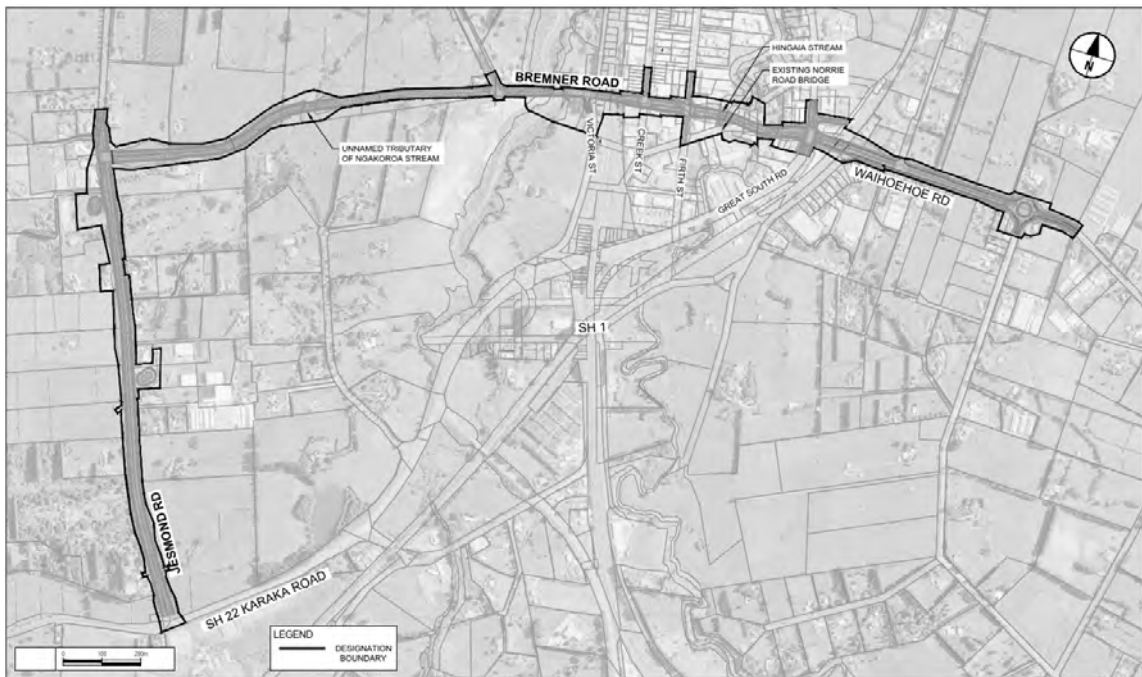 HINGAIA STREAM
EXISTING NORRIE
ROAD BRIDGE
N
BREMNER ROAD
UNNAMED TRIBUTARY
OF NGAKOROA STREAM
VICTORIA ST
CREEK ST
FIRTH ST
GREAT SOUTH RD
WAIHOEHOE RD
SH 1
JESMOND RD
SH 22 KARAKA ROAD
LEGEND
DESIGNATION
BOUNDARY
0 100 200m